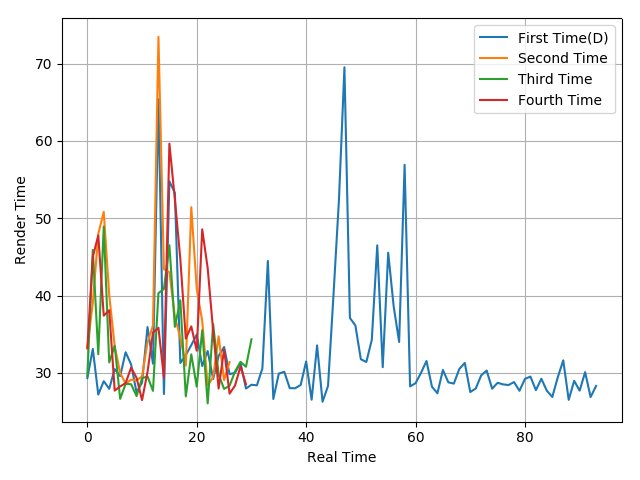 First Time(D)
Second Time
Third Time
Fourth Time
70
60
50
40
30
Render Time
0 20 40 60 80
Real Time